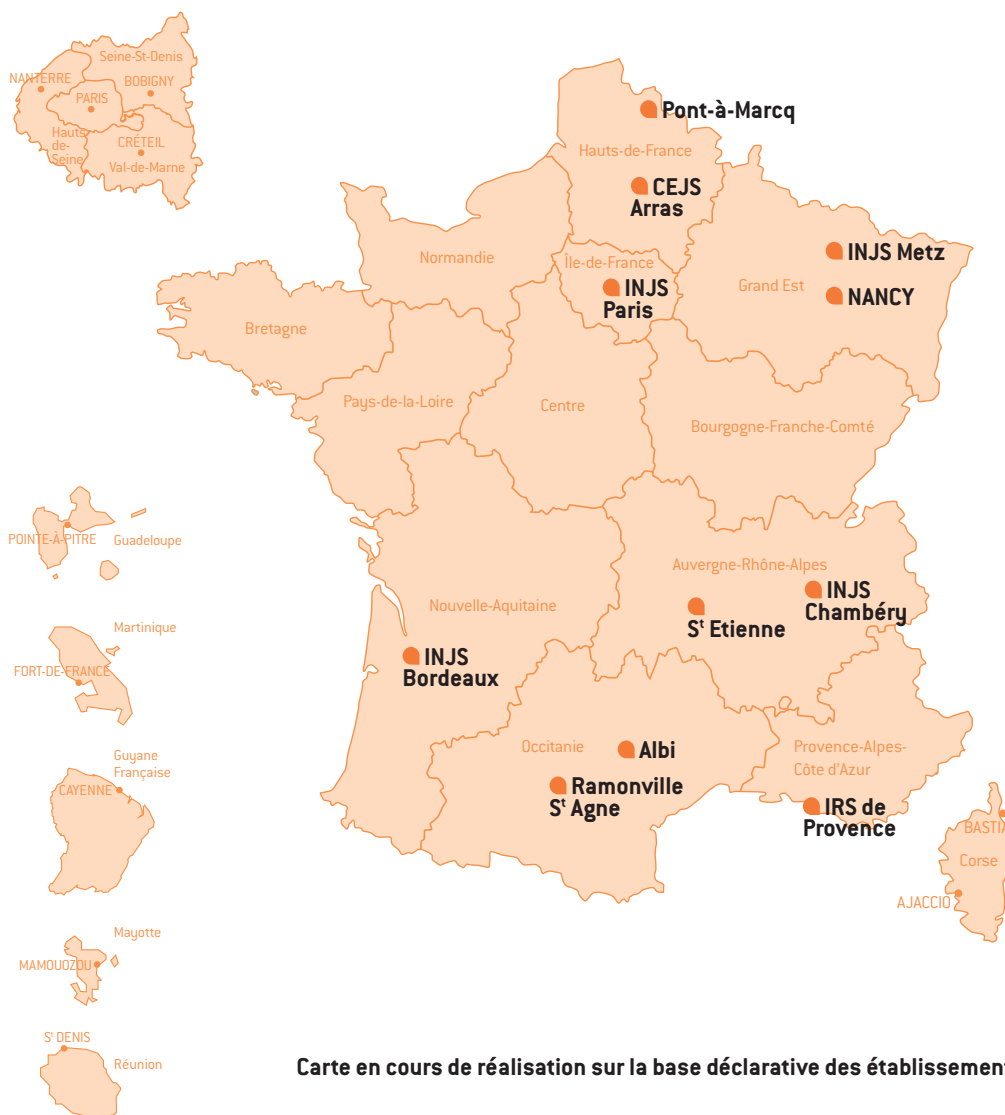 Seine-St-Denis
NANTERRE
BOBIGNY
PARIS
Hauts-
de-
Seine
CRÉTEIL
Val-de-Marne
Pont-à-Marcq
Hauts-de-France
CEJS
Arras
Normandie
Île-de-France
INJS
Paris
INJS Metz
Grand Est
NANCY
Bretagne
Pays-de-la-Loire
Centre
Bourgogne-Franche-Comté
POINTE-À-PITRE
Guadeloupe
Auvergne-Rhône-Alpes
INJS
Chambéry
Sᵗ Etienne
Nouvelle-Aquitaine
INJS
Bordeaux
Martinique
FORT-DE-FRANCE
Occitanie
Albi
Ramonville
Sᵗ Agne
Provence-Alpes-
Côte d'Azur
IRS de
Provence
Guyane
Française
CAYENNE
BASTIA
Corse
AJACCIO
Mayotte
MAMOUOZOU
Sᵗ DENIS
Réunion
Carte en cours de réalisation sur la base déclarative des établissement